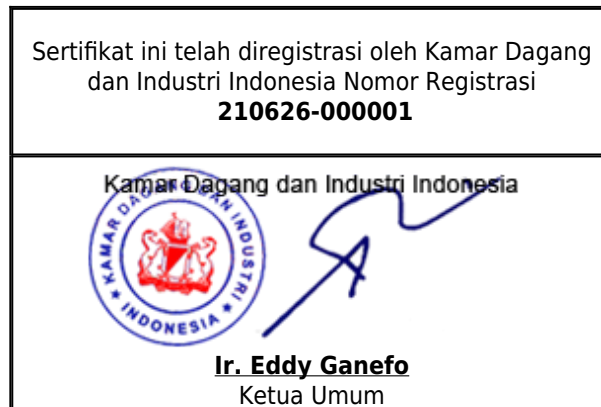 Sertifikat ini telah diregistrasi oleh Kamar Dagang
dan Industri Indonesia Nomor Registrasi
210626-000001
Kamar Dagang dan Industri Indonesia
KAMAR DAGANG DAN INDUSTRI
INDONESIA
Ir. Eddy Ganefo
Ketua Umum